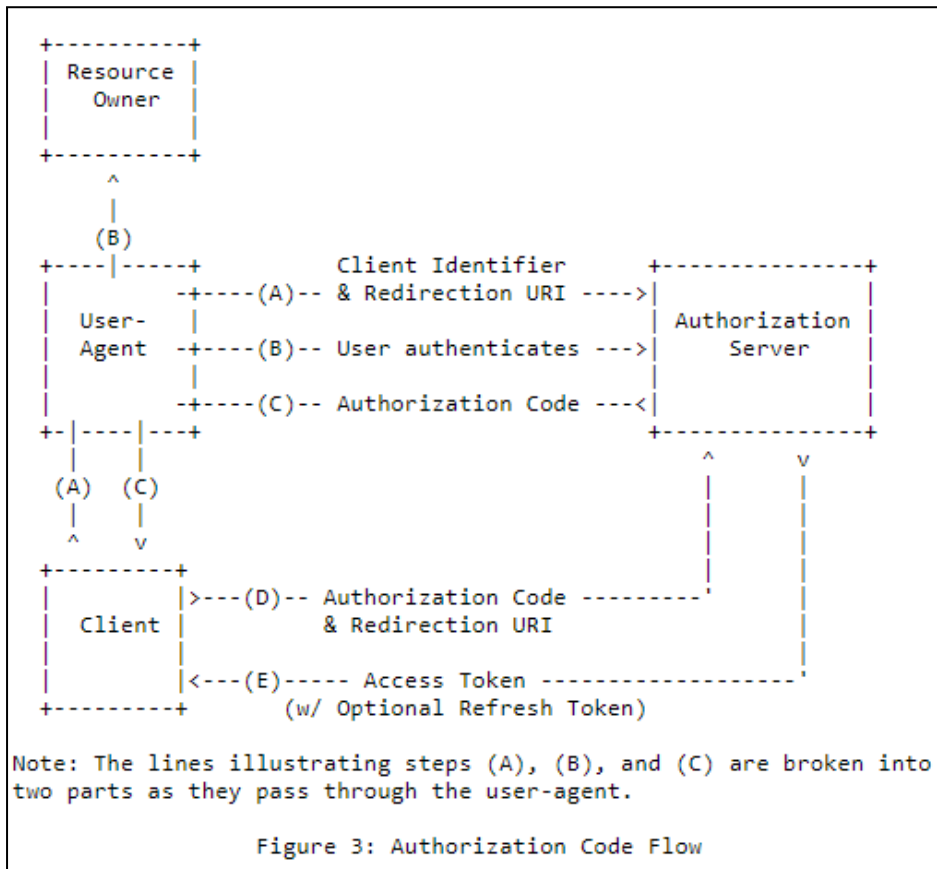 +----------+
| Resource |
|   Owner  |
|          |
+----------+
     ^
     |
    (B)
+----|-----+          Client Identifier      +---------------+
|         -+----(A)-- & Redirection URI ---->|               |
|  User-   |                                 | Authorization |
|  Agent  -+----(B)-- User authenticates --->|     Server    |
|          |                                 |               |
|         -+----(C)-- Authorization Code ---<|               |
+-|----|---+                                 +---------------+
  |    |                                         ^      v
 (A)  (C)                                        |      |
  |    |                                         |      |
  ^    v                                         |      |
+---------+                                      |      |
|         |>---(D)-- Authorization Code ---------'      |
|  Client |          & Redirection URI                  |
|         |                                             |
|         |<---(E)----- Access Token -------------------'
+---------+       (w/ Optional Refresh Token)
Note: The lines illustrating steps (A), (B), and (C) are broken into
two parts as they pass through the user-agent.
Figure 3: Authorization Code Flow